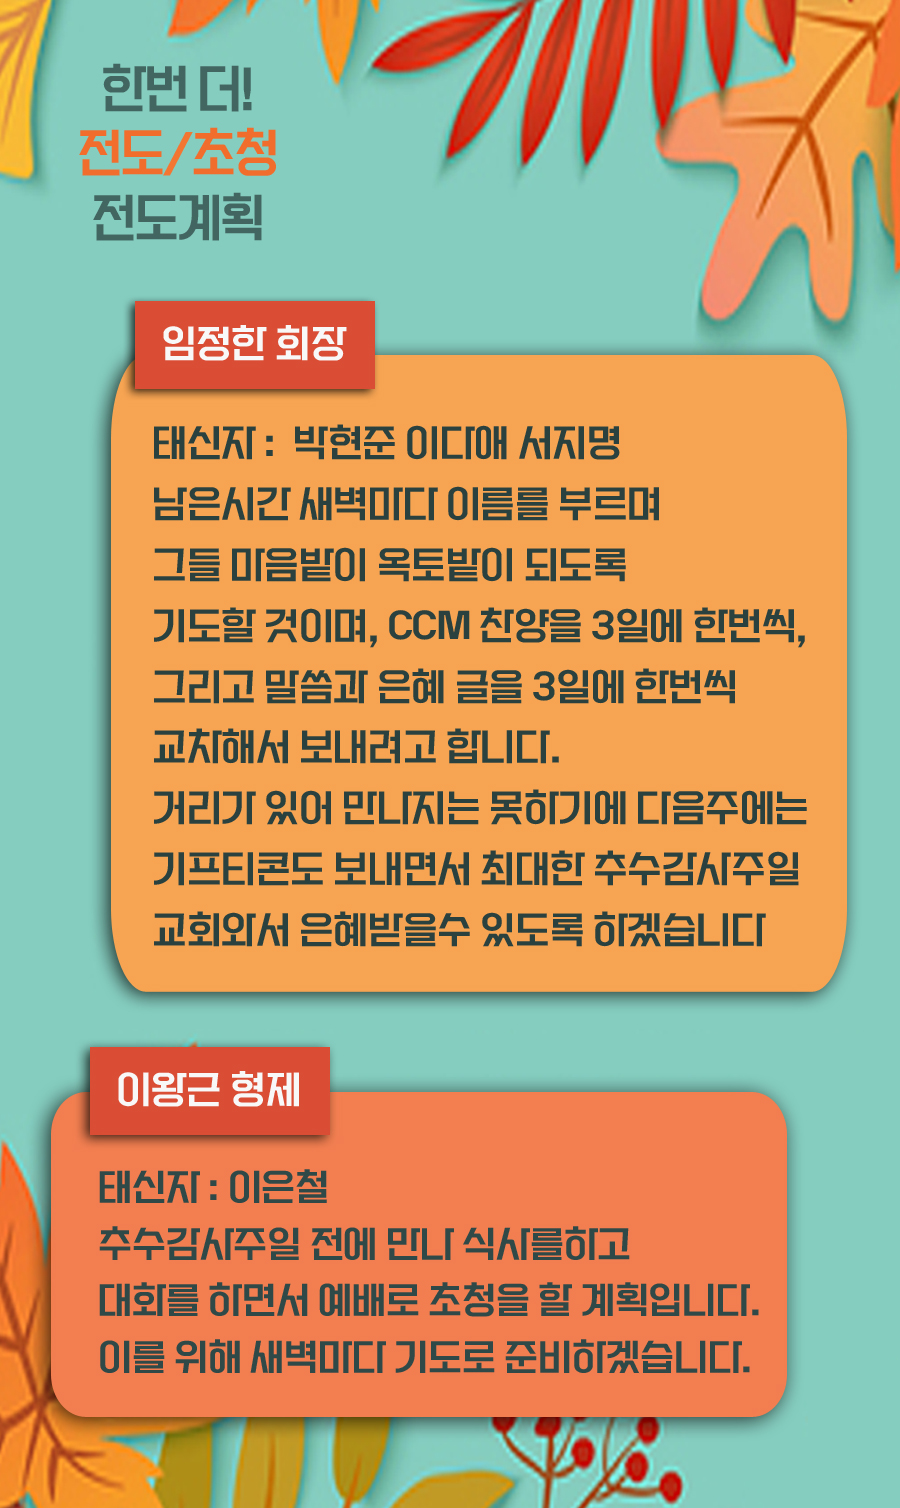 한번 더!
전도/초청
전도계획
임정한 회장
태신자 : 박현준 이다애 서지명
남은시간 새벽마다 이름를 부르며
그들 마음밭이 옥토밭이 되도록
기도할 것이며, CCM 찬양을 3일에 한번씩,
그리고 말씀과 은혜 글을 3일에 한번씩
교차해서 보내려고 합니다.
거리가 있어 만나지는 못하기에 다음주에는
기프티콘도 보내면서 최대한 추수감사주일
교회와서 은혜받을수 있도록 하겠습니다
이왕근 형제
태신자 : 이은철
추수감사주일 전에 만나 식사를하고
대화를 하면서 예배로 초청을 할 계획입니다.
이를 위해 새벽마다 기도로 준비하겠습니다.